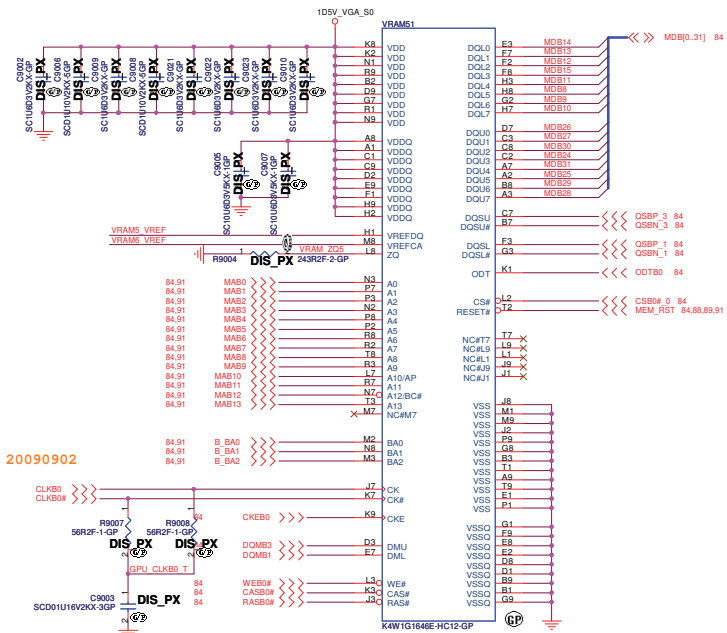 1D5V_VGA_S0
VRAM51
C9002
SC1U6D3V2KX-GP
DIS_PX
C9006
SCD1U10V2KX-5GP
DIS_PX
C9009
SC1U6D3V2KX-GP
DIS_PX
C9008
SCD1U10V2KX-5GP
DIS_PX
C9021
SC1U6D3V2KX-GP
DIS_PX
C9022
SC1U6D3V2KX-GP
DIS_PX
C9023
SC1U6D3V2KX-GP
DIS_PX
C9010
SC1U6D3V2KX-GP
DIS_PX
C9005
SC10U6D3V5KX-1GP
DIS_PX
C9007
SC10U6D3V5KX-1GP
DIS_PX
K8 VDD
K2 VDD
N1 VDD
R9 VDD
B2 VDD
D9 VDD
G7 VDD
R1 VDD
N9 VDD
A8 VDDQ
A1 VDDQ
C1 VDDQ
C9 VDDQ
D2 VDDQ
E9 VDDQ
F1 VDDQ
H9 VDDQ
H2 VDDQ
VRAM5_VREF H1 VREFDQ
VRAM6_VREF M8 VREFCA
R9004 1 2 VRAM_ZQ5 L8 ZQ
DIS_PX 243R2F-2-GP
84,91 MAB0 N3 A0
84,91 MAB1 P7 A1
84,91 MAB2 P3 A2
84,91 MAB3 N2 A3
84,91 MAB4 P8 A4
84,91 MAB5 P2 A5
84,91 MAB6 R8 A6
84,91 MAB7 R2 A7
84,91 MAB8 T8 A8
84,91 MAB9 R3 A9
84,91 MAB10 L7 A10/AP
84,91 MAB11 R7 A11
84,91 MAB12 N7 A12/BC#
84,91 MAB13 T3 A13
M7 NC#M7
84,91 B_BA0 M2 BA0
84,91 B_BA1 N8 BA1
84,91 B_BA2 M3 BA2
20090902
CLKB0 J7 CK
CLKB0# K7 CK#
84 CKEB0 K9 CKE
R9007
56R2F-1-GP
DIS_PX
R9008
56R2F-1-GP
DIS_PX
84 DQMB3 D3 DMU
84 DQMB1 E7 DML
GPU_CLKB0_T
84 WEB0# L3 WE#
84 CASB0# K3 CAS#
84 RASB0# J3 RAS#
C9003
SCD01U16V2KX-3GP
DIS_PX
DQL0 E3 MDB14
DQL1 F7 MDB13
DQL2 F2 MDB12
DQL3 F8 MDB15
DQL4 H3 MDB11
DQL5 H8 MDB8
DQL6 G2 MDB9
DQL7 H7 MDB10
MDB[0..31] 84
DQU0 D7 MDB26
DQU1 C3 MDB27
DQU2 C8 MDB30
DQU3 C2 MDB24
DQU4 A7 MDB31
DQU5 A2 MDB25
DQU6 B8 MDB29
DQU7 A3 MDB28
DQSU C7 QSBP_3 84
DQSU# B7 QSBN_3 84
DQSL F3 QSBP_1 84
DQSL# G3 QSBN_1 84
ODT K1 ODTB0 84
CS# L2 CSB0#_0 84
RESET# T2 MEM_RST 84,88,89,91
NC#T7 T7
NC#L9 L9
NC#L1 L1
NC#J9 J9
NC#J1 J1
VSS J8
VSS M1
VSS M9
VSS J2
VSS P9
VSS G8
VSS B3
VSS T1
VSS A9
VSS T9
VSS E1
VSS P1
VSSQ G1
VSSQ F9
VSSQ E8
VSSQ E2
VSSQ D8
VSSQ D1
VSSQ B9
VSSQ B1
VSSQ G9
GP
K4W1G1646E-HC12-GP